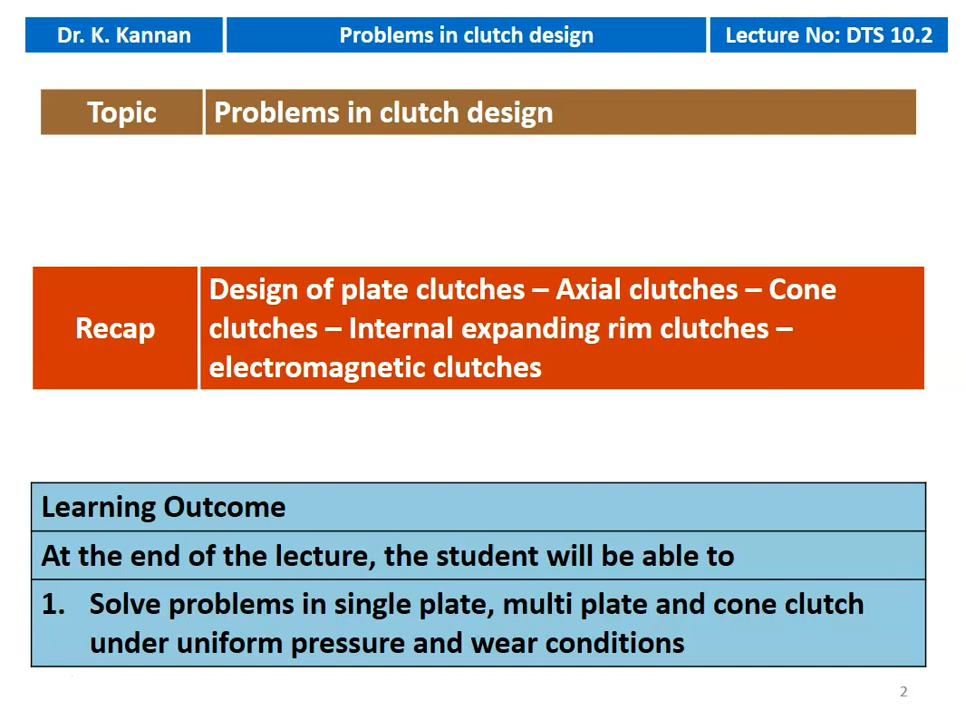 Dr. K. Kannan
Problems in clutch design
Lecture No: DTS 10.2
Topic
Problems in clutch design
Recap
Design of plate clutches – Axial clutches – Cone
clutches – Internal expanding rim clutches –
electromagnetic clutches
Learning Outcome
At the end of the lecture, the student will be able to
1. Solve problems in single plate, multi plate and cone clutch
under uniform pressure and wear conditions
2